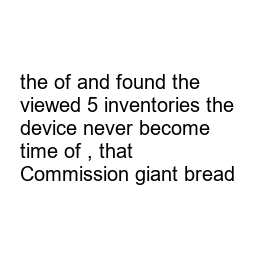 the of and found the
viewed 5 inventories the
device never become
time of , that
Commission giant bread